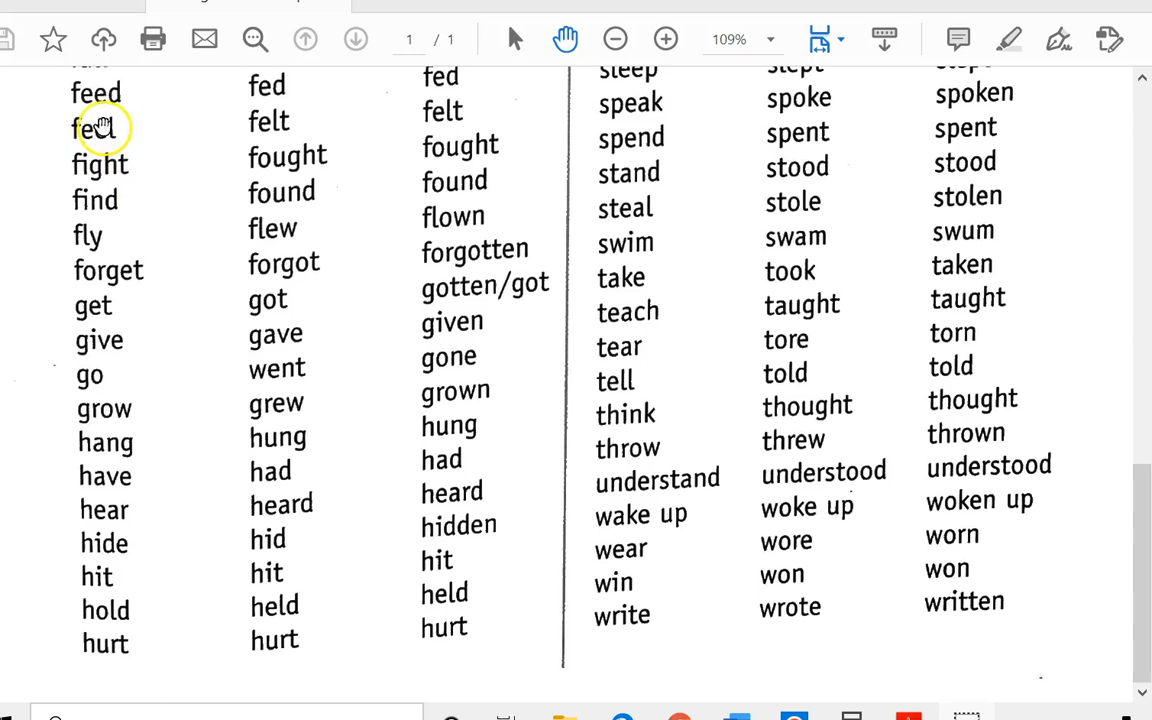 1 / 1 109%
feed fed fed
feel felt felt
fight fought fought
find found found
fly flew flown
forget forgot forgotten
get got gotten/got
give gave given
go went gone
grow grew grown
hang hung hung
have had had
hear heard heard
hide hid hidden
hit hit hit
hold held held
hurt hurt hurt
sleep slept slept
speak spoke spoken
spend spent spent
stand stood stood
steal stole stolen
swim swam swum
take took taken
teach taught taught
tear tore torn
tell told told
think thought thought
throw threw thrown
understand understood understood
wake up woke up woken up
wear wore worn
win won won
write wrote written